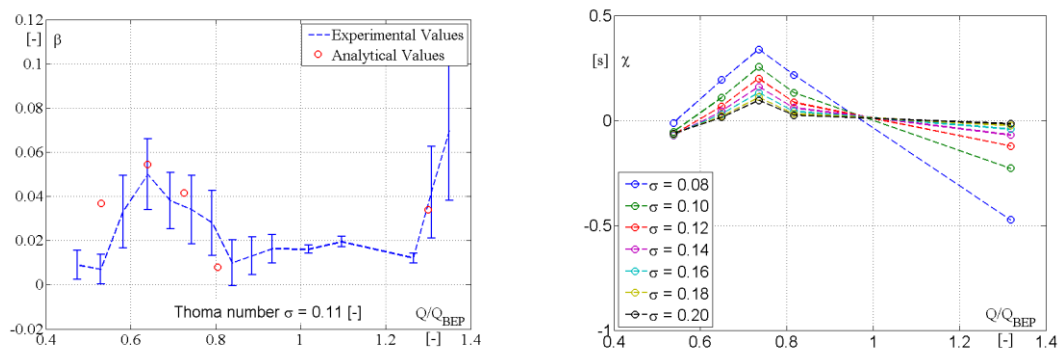 0.12
[-] β
0.1
0.08
0.06
0.04
0.02
0
-0.02
Experimental Values
Analytical Values
Thoma number σ = 0.11 [-]
Q/Q_BEP
[-]
0.4 0.6 0.8 1 1.2 1.4
0.5
[s] χ
0
-0.5
-1
σ = 0.08
σ = 0.10
σ = 0.12
σ = 0.14
σ = 0.16
σ = 0.18
σ = 0.20
Q/Q_BEP
[-]
0.4 0.6 0.8 1 1.2 1.4